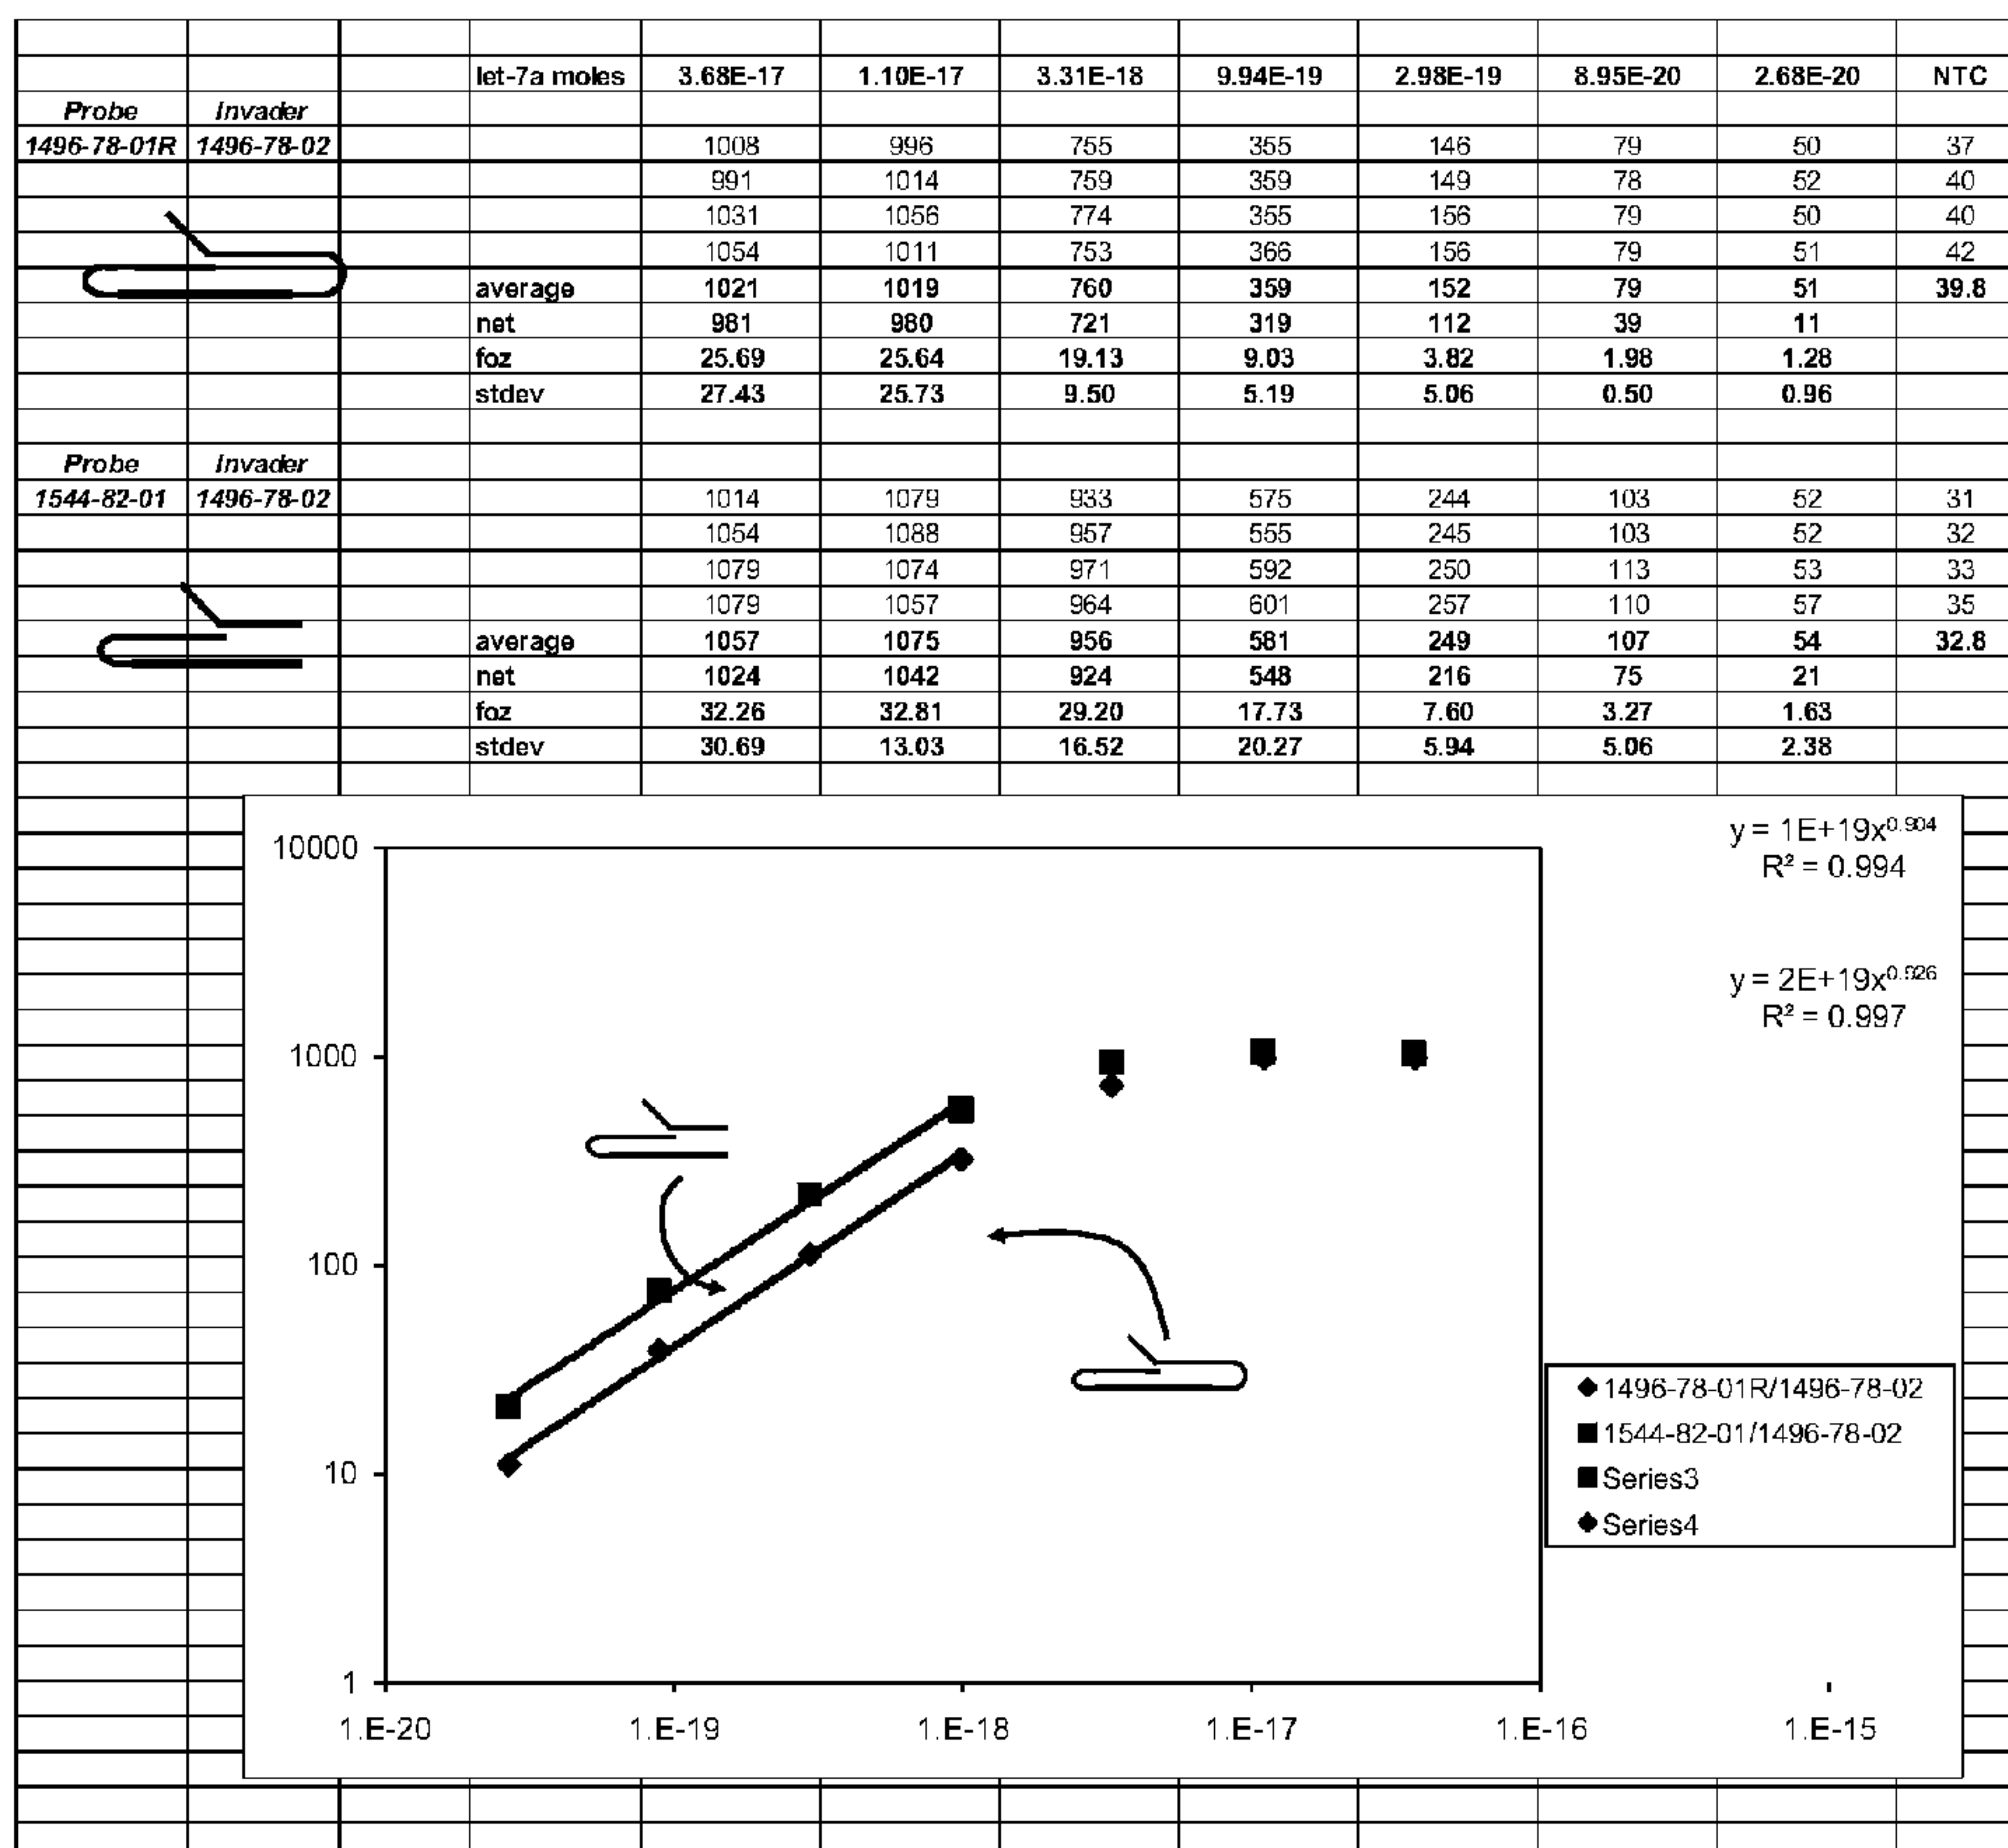 let-7a moles 3.68E-17 1.10E-17 3.31E-18 9.94E-19 2.98E-19 8.95E-20 2.68E-20 NTC
Probe Invader
1496-78-01R 1496-78-02 1008 996 755 355 146 79 50 37
991 1014 759 359 149 78 52 40
1031 1056 774 355 156 79 50 40
1054 1011 753 366 156 79 51 42
average 1021 1019 760 359 152 79 51 39.8
net 981 980 721 319 112 39 11
foz 25.69 25.64 19.13 9.03 3.82 1.98 1.28
stdev 27.43 25.73 9.50 5.19 5.06 0.50 0.96
Probe Invader
1544-82-01 1496-78-02 1014 1079 933 575 244 103 52 31
1054 1088 957 555 245 103 52 32
1079 1074 971 592 250 113 53 33
1079 1057 964 601 257 110 57 35
average 1057 1075 956 581 249 107 54 32.8
net 1024 1042 924 548 216 75 21
foz 32.26 32.81 29.20 17.73 7.60 3.27 1.63
stdev 30.69 13.03 16.52 20.27 5.94 5.06 2.38
y = 1E+19x^0.904
R² = 0.994
y = 2E+19x^0.926
R² = 0.997
10000
1000
100
10
1
1.E-20 1.E-19 1.E-18 1.E-17 1.E-16 1.E-15
1496-78-01R/1496-78-02
1544-82-01/1496-78-02
Series3
Series4